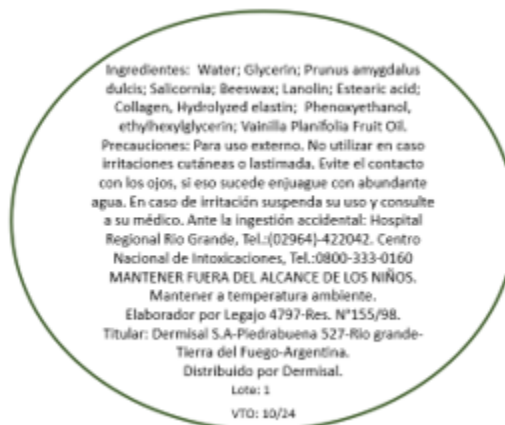 Ingredientes: Water; Glycerin; Prunus amygdalus
dulcis; Salicornia; Beeswax; Lanolin; Estearic acid;
Collagen, Hydrolyzed elastin; Phenoxyethanol,
ethylhexylglycerin; Vainilla Planifolia Fruit Oil.
Precauciones: Para uso externo. No utilizar en caso
irritaciones cutáneas o lastimada. Evite el contacto
con los ojos, si eso sucede enjuague con abundante
agua. En caso de irritación suspenda su uso y consulte
a su médico. Ante la ingestión accidental: Hospital
Regional Rio Grande, Tel.:(02964)-422042. Centro
Nacional de Intoxicaciones, Tel.:0800-333-0160
MANTENER FUERA DEL ALCANCE DE LOS NIÑOS.
Mantener a temperatura ambiente.
Elaborador por Legajo 4797-Res. N°155/98.
Titular: Dermisal S.A-Piedrabuena 527-Rio grande-
Tierra del Fuego-Argentina.
Distribuido por Dermisal.
Lote: 1
VTO: 10/24